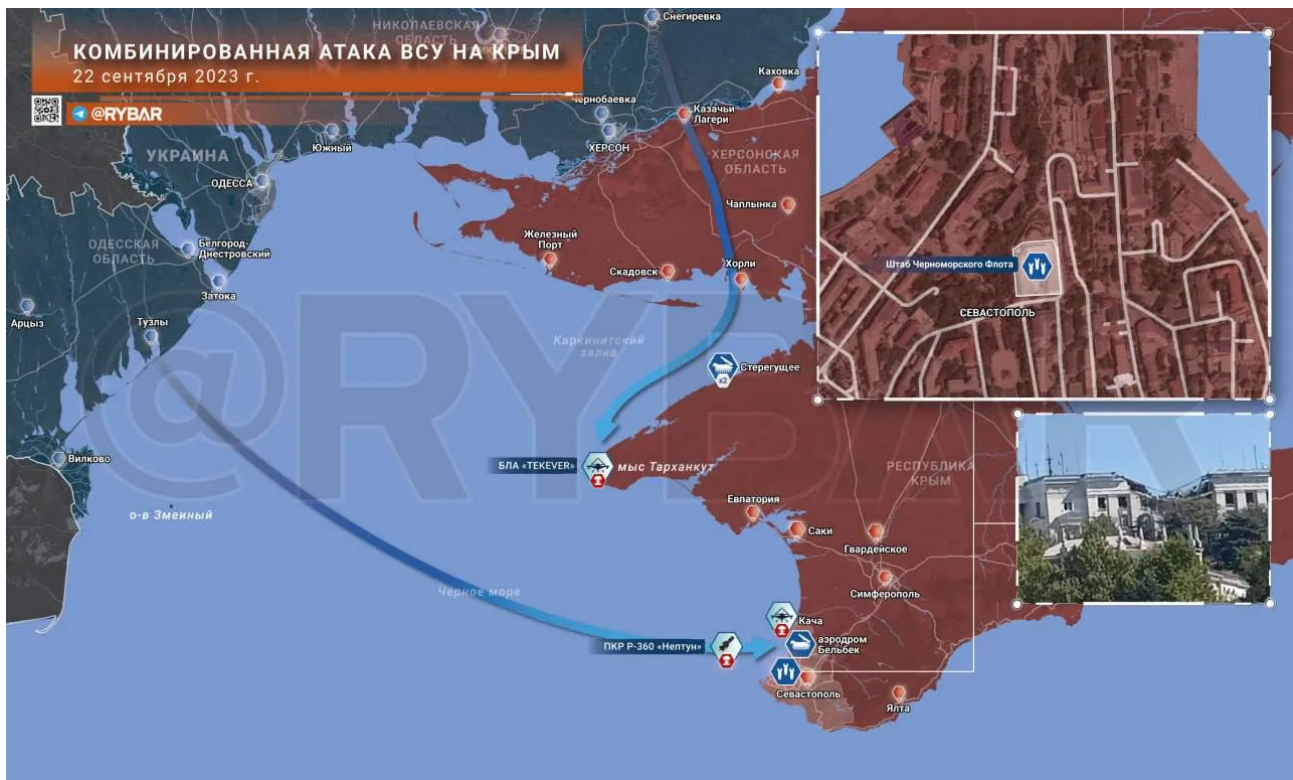 КОМБИНИРОВАННАЯ АТАКА ВСУ НА КРЫМ
22 сентября 2023 г.
@RYBAR
НИКОЛАЕВСКАЯ
ОБЛАСТЬ
Снегиревка
Каховка
Казачьи
Лагери
Чернобаевка
ХЕРСОН
ХЕРСОНСКАЯ
ОБЛАСТЬ
УКРАИНА
Южный
ОДЕССА
Чаплынка
ОДЕССКАЯ
ОБЛАСТЬ
Белгород-
Днестровский
Железный
Порт
Скадовск
Хорли
Затока
Арцыз
Тузлы
Каркинитский
залив
Стерегущее
x2
@RYBAR
Вилково
БЛА «TEKEVER»
мыс Тарханкут
РЕСПУБЛИКА
КРЫМ
о-в Змеиный
Евпатория
Саки
Гвардейское
Симферополь
Черное море
Кача
ПКР Р-360 «Нептун»
аэродром
Бельбек
Севастополь
Ялта
Штаб Черноморского Флота
СЕВАСТОПОЛЬ